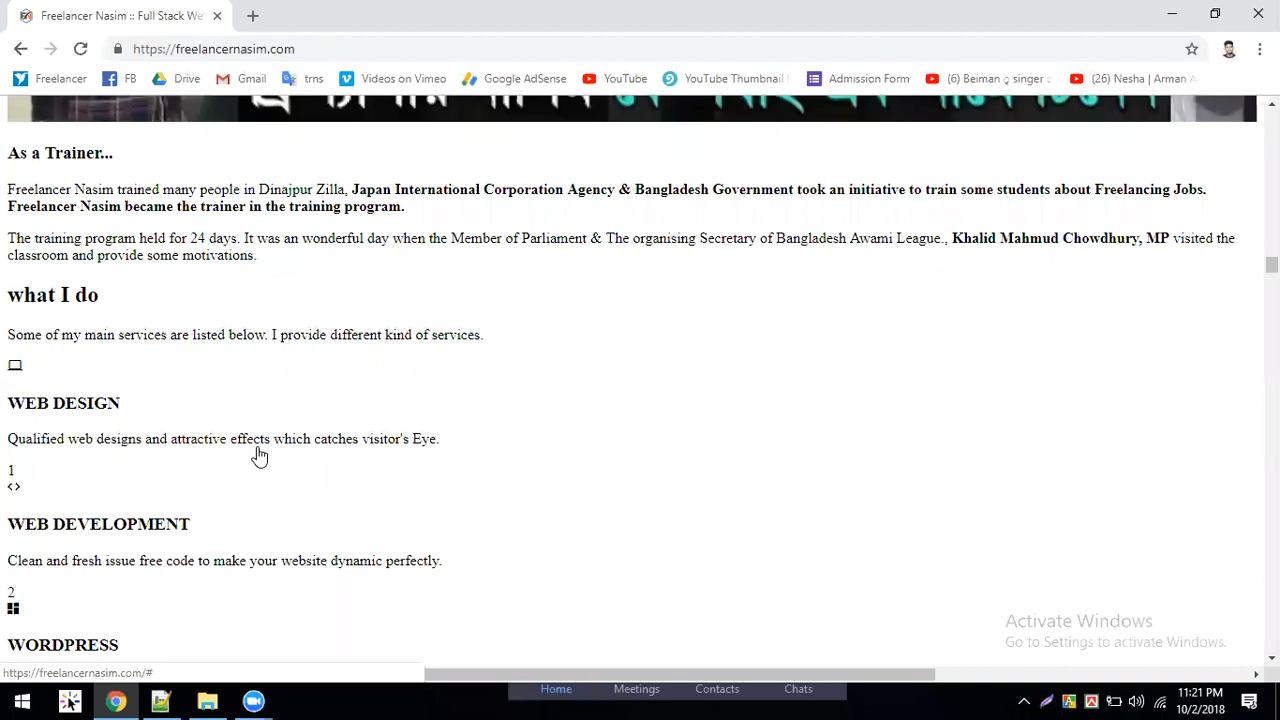 Freelancer Nasim :: Full Stack We
https://freelancernasim.com
Freelancer FB Drive Gmail trns Videos on Vimeo Google AdSense YouTube YouTube Thumbnail Admission Form (6) Beiman q singer (26) Nesha | Arman A
As a Trainer...
Freelancer Nasim trained many people in Dinajpur Zilla, Japan International Corporation Agency & Bangladesh Government took an initiative to train some students about Freelancing Jobs.
Freelancer Nasim became the trainer in the training program.
The training program held for 24 days. It was an wonderful day when the Member of Parliament & The organising Secretary of Bangladesh Awami League., Khalid Mahmud Chowdhury, MP visited the
classroom and provide some motivations.
what I do
Some of my main services are listed below. I provide different kind of services.
WEB DESIGN
Qualified web designs and attractive effects which catches visitor's Eye.
1
WEB DEVELOPMENT
Clean and fresh issue free code to make your website dynamic perfectly.
2
WORDPRESS
Activate Windows
Go to Settings to activate Windows.
https://freelancernasim.com/#
Home Meetings Contacts Chats
11:21 PM
10/2/2018